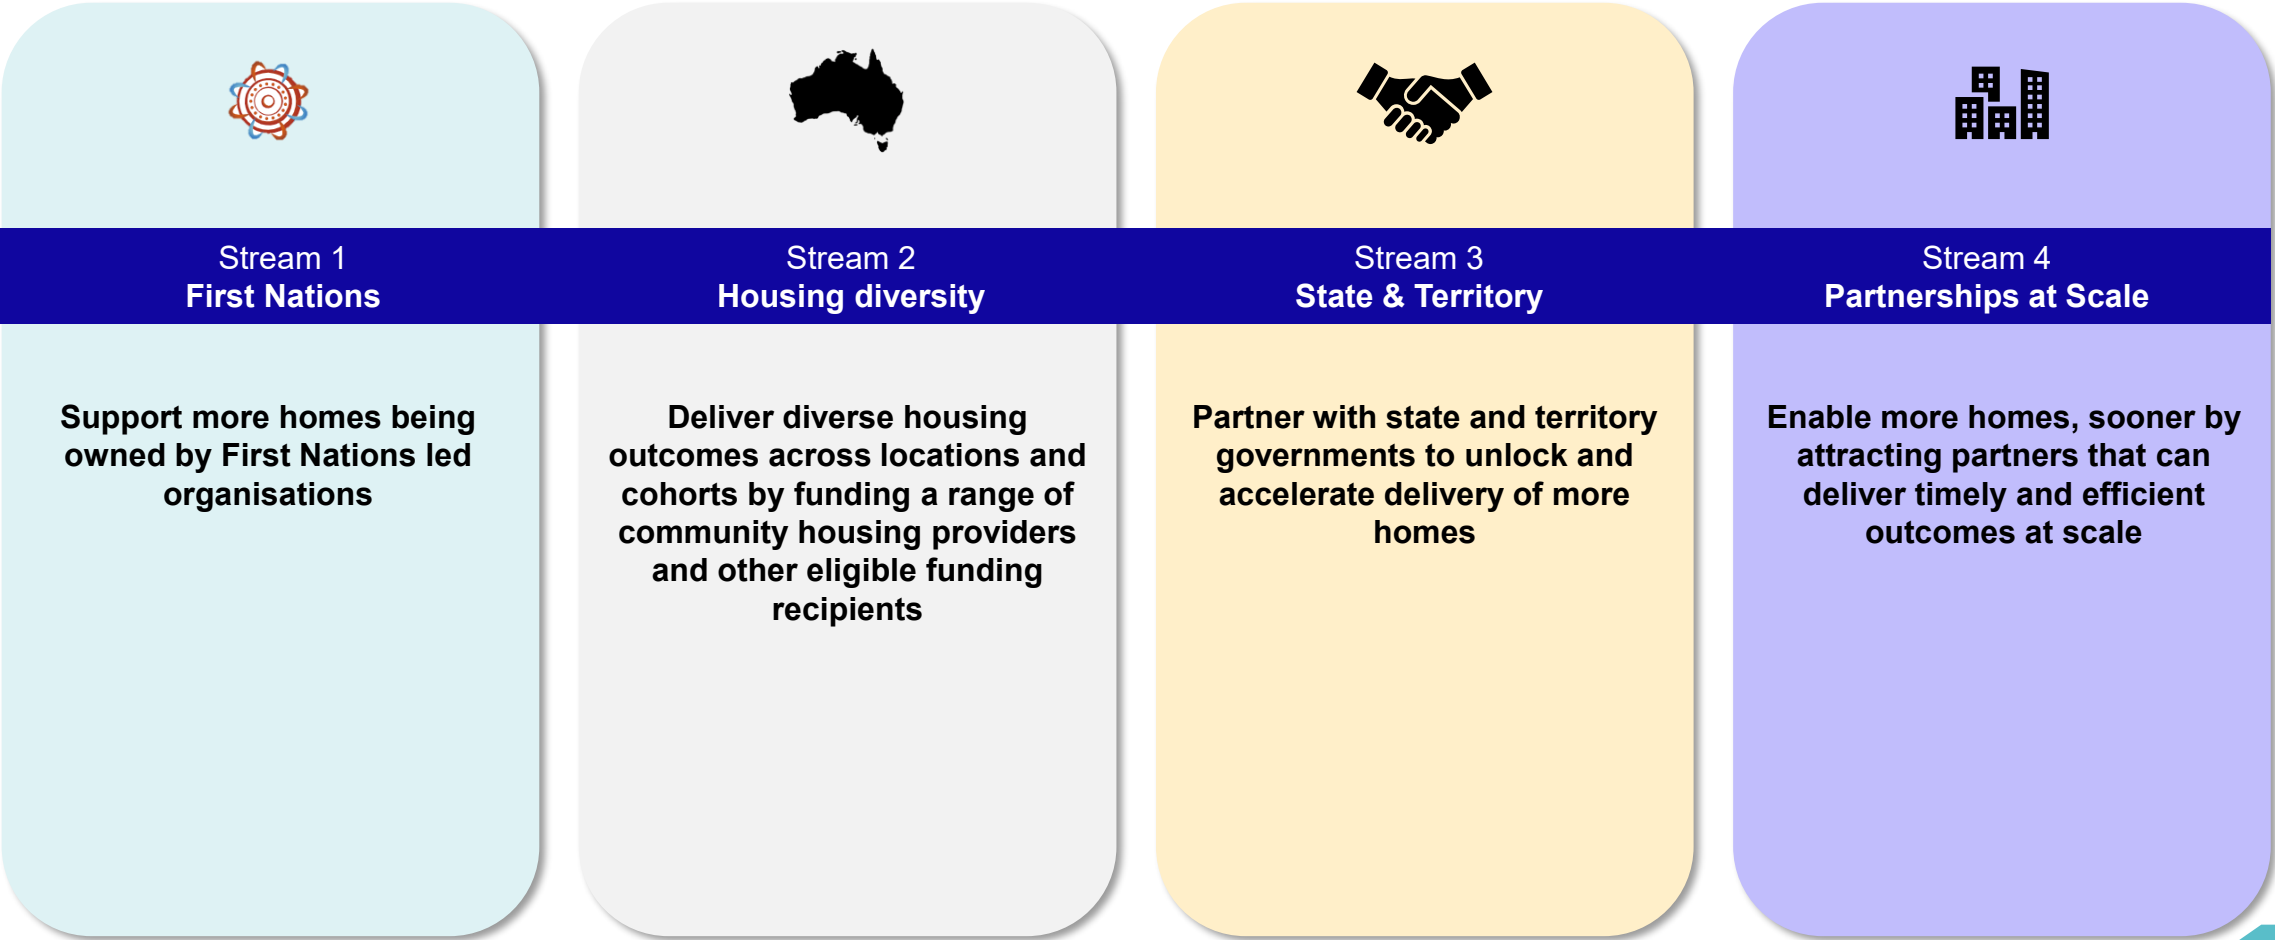 Stream 1
First Nations
Support more homes being
owned by First Nations led
organisations
Stream 2
Housing diversity
Deliver diverse housing
outcomes across locations and
cohorts by funding a range of
community housing providers
and other eligible funding
recipients
Stream 3
State & Territory
Partner with state and territory
governments to unlock and
accelerate delivery of more
homes
Stream 4
Partnerships at Scale
Enable more homes, sooner by
attracting partners that can
deliver timely and efficient
outcomes at scale